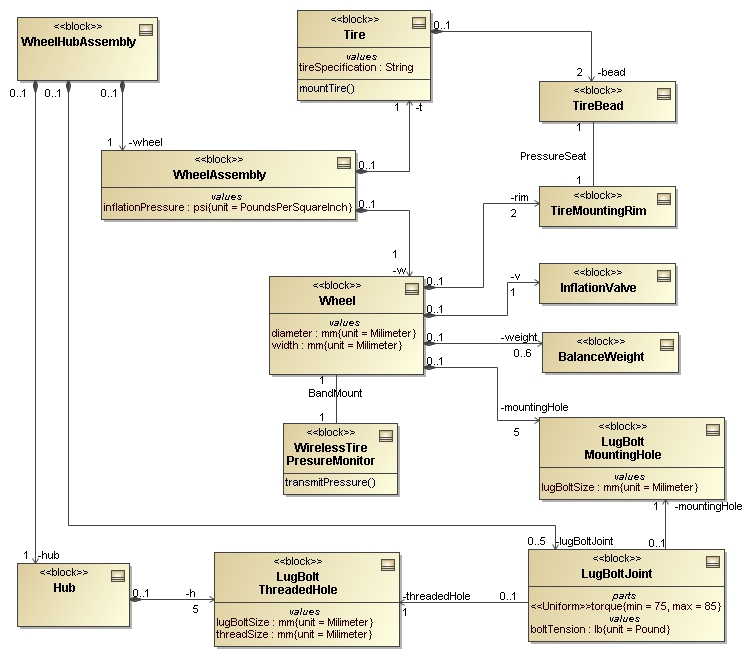 <<block>>
WheelHubAssembly
0..1
0..1
0..1
1
-wheel
<<block>>
Tire
values
tireSpecification : String
mountTire()
0..1
2
-bead
1
-t
<<block>>
TireBead
1
PressureSeat
1
<<block>>
WheelAssembly
values
inflationPressure : psi{unit = PoundsPerSquareInch}
0..1
0..1
1
-w
-rim
2
<<block>>
TireMountingRim
<<block>>
Wheel
values
diameter : mm{unit = Milimeter}
width : mm{unit = Milimeter}
0..1
0..1
0..1
0..1
-v
1
<<block>>
InflationValve
-weight
0..6
<<block>>
BalanceWeight
1
BandMount
1
<<block>>
WirelessTire
PresureMonitor
transmitPressure()
-mountingHole
5
<<block>>
LugBolt
MountingHole
values
lugBoltSize : mm{unit = Milimeter}
1
-mountingHole
0..1
0..5
-lugBoltJoint
1
-hub
<<block>>
Hub
0..1
-h
5
<<block>>
LugBolt
ThreadedHole
values
lugBoltSize : mm{unit = Milimeter}
threadSize : mm{unit = Milimeter}
-threadedHole
1
0..1
<<block>>
LugBoltJoint
parts
<<Uniform>>torque{min = 75, max = 85}
values
boltTension : lb{unit = Pound}